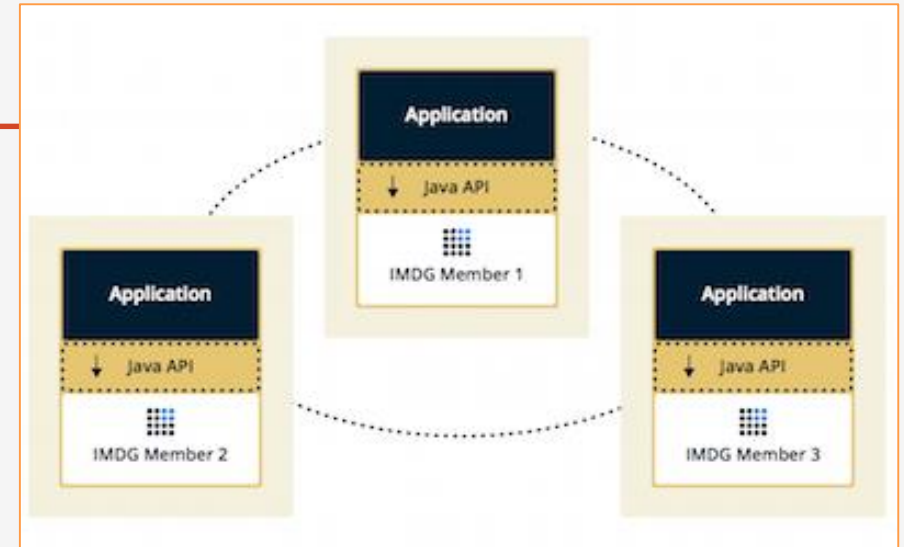 Application
Java API
IMDG Member 1
Application
Java API
IMDG Member 2
Application
Java API
IMDG Member 3